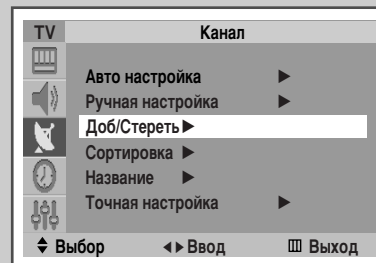 TV Канал
Авто настройка ▶
Ручная настройка ▶
Доб/Стереть ▶
Сортировка ▶
Название ▶
Точная настройка ▶
Выбор ◀▶ Ввод Выход